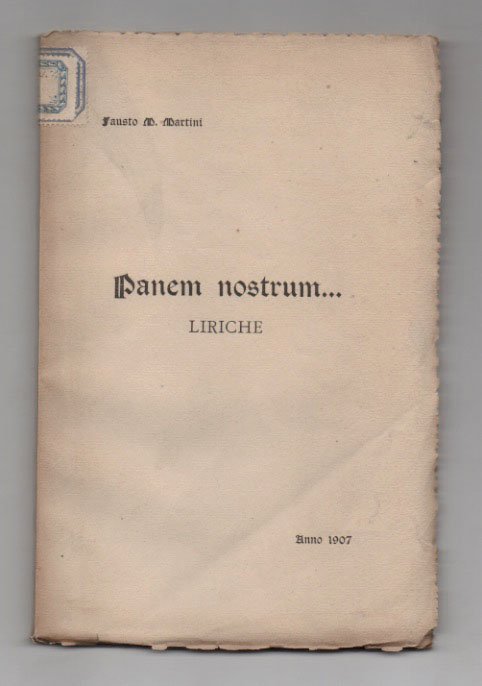 Fausto M. Martini
Panem nostrum...
LIRICHE
Anno 1907